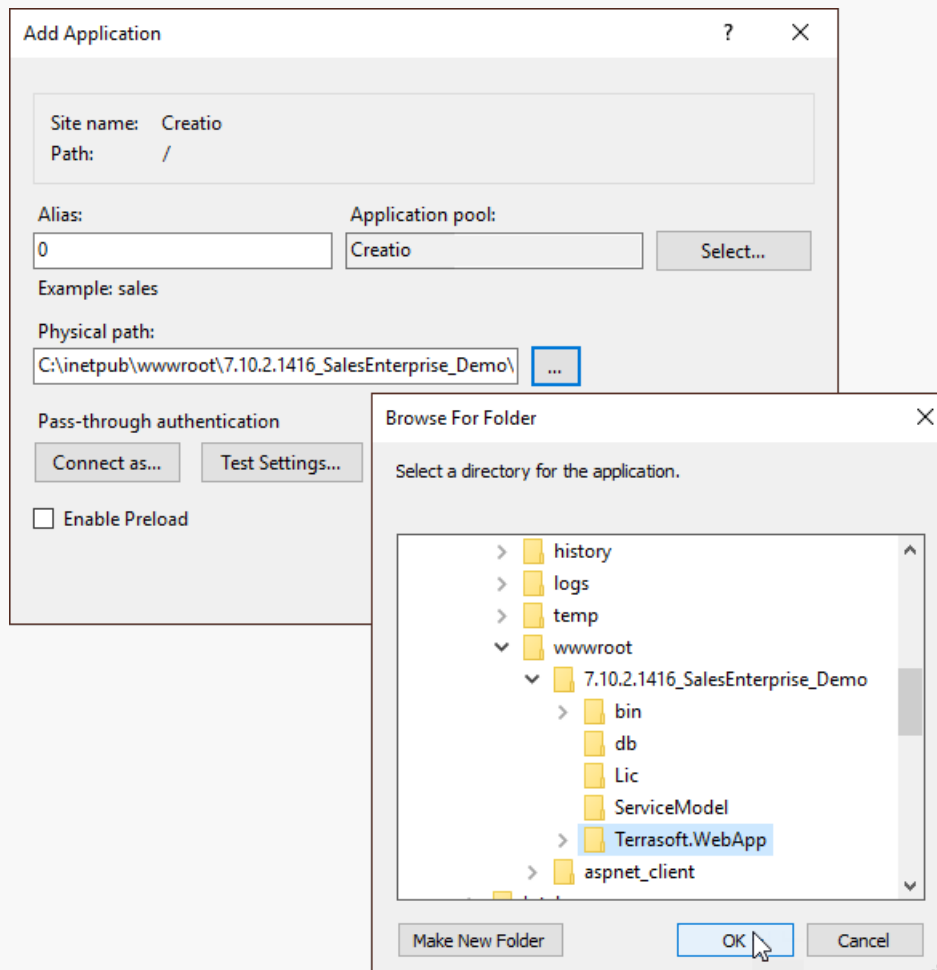 Add Application
?
Site name: Creatio
Path: /
Alias:
Application pool:
0
Creatio
Select...
Example: sales
Physical path:
C:\inetpub\wwwroot\7.10.2.1416_SalesEnterprise_Demo\
...
Pass-through authentication
Connect as...
Test Settings...
Enable Preload
Browse For Folder
Select a directory for the application.
history
logs
temp
wwwroot
7.10.2.1416_SalesEnterprise_Demo
bin
db
Lic
ServiceModel
Terrasoft.WebApp
aspnet_client
Make New Folder
OK
Cancel